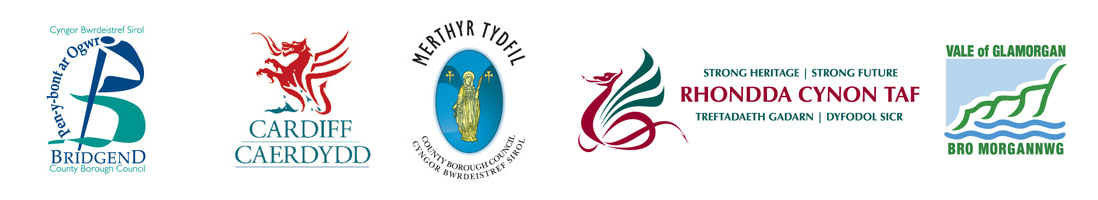 Cyngor Bwrdeistref Sirol
Pen-y-bont ar Ogwr
BRIDGEND
County Borough Council
CARDIFF
CAERDYDD
MERTHYR TYDFIL
COUNTY BOROUGH COUNCIL
CYNGOR BWRDEISTREF SIROL
STRONG HERITAGE | STRONG FUTURE
RHONDDA CYNON TAF
TREFTADAETH GADARN | DYFODOL SICR
VALE of GLAMORGAN
BRO MORGANNWG